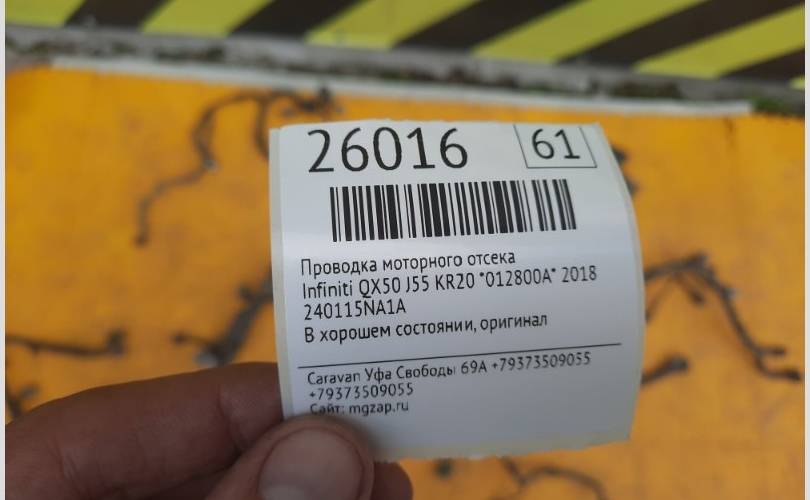 26016
61
Проводка моторного отсека
Infiniti QX50 J55 KR20 *012800A* 2018
240115NA1A
В хорошем состоянии, оригинал
Caravan Уфа Свободы 69А +79373509055
+79373509055
Сайт: mgzap.ru